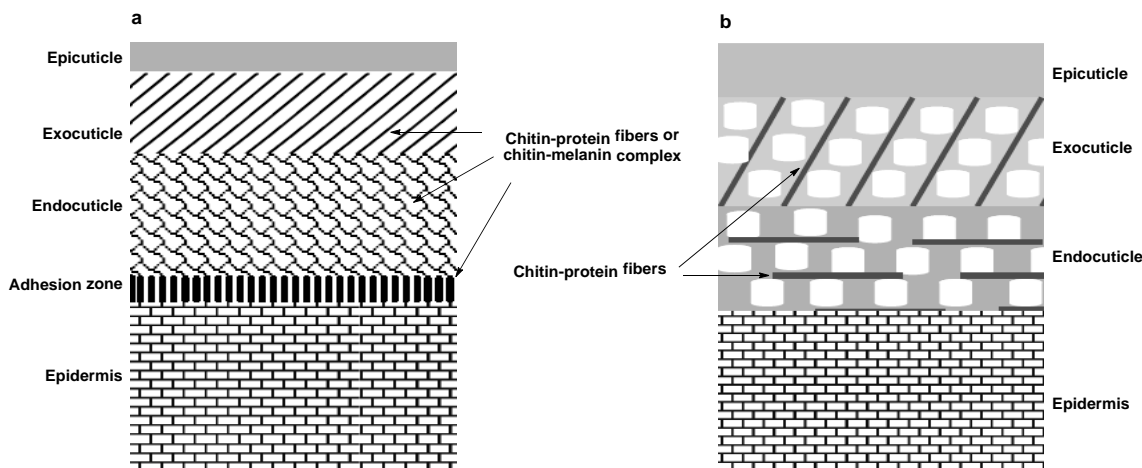 a
Epicuticle
Exocuticle
Endocuticle
Adhesion zone
Epidermis
Chitin-protein fibers or
chitin-melanin complex
Chitin-protein fibers
b
Epicuticle
Exocuticle
Endocuticle
Epidermis